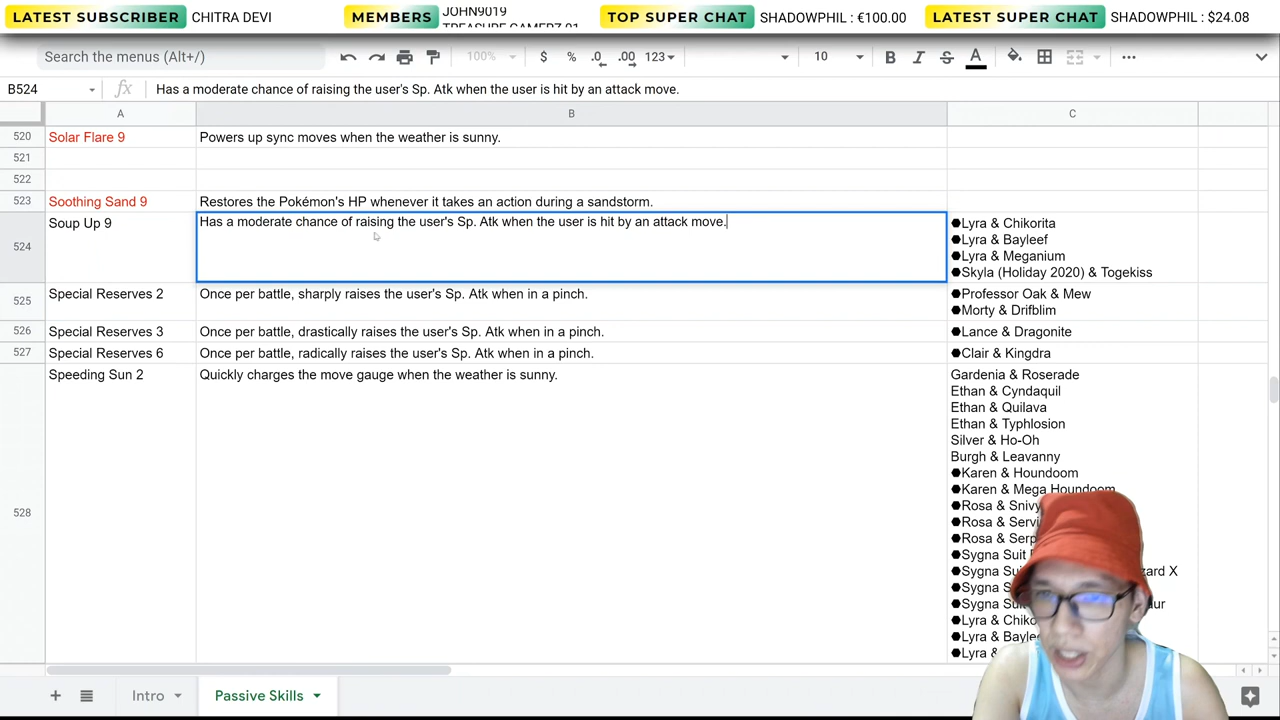 LATEST SUBSCRIBER CHITRA DEVI MEMBERS JOHN9019 TOP SUPER CHAT SHADOWPHIL : €100.00 LATEST SUPER CHAT SHADOWPHIL : $24.08
TREASURE GAMERZ
Search the menus (Alt+/) 100% $ % .0 .00 123 10 B I S A
B524 fx Has a moderate chance of raising the user's Sp. Atk when the user is hit by an attack move.
A B C
520 Solar Flare 9 Powers up sync moves when the weather is sunny.
521
522
523 Soothing Sand 9 Restores the Pokémon's HP whenever it takes an action during a sandstorm.
524 Soup Up 9 Has a moderate chance of raising the user's Sp. Atk when the user is hit by an attack move. Lyra & Chikorita
Lyra & Bayleef
Lyra & Meganium
Skyla (Holiday 2020) & Togekiss
525 Special Reserves 2 Once per battle, sharply raises the user's Sp. Atk when in a pinch. Professor Oak & Mew
Morty & Drifblim
526 Special Reserves 3 Once per battle, drastically raises the user's Sp. Atk when in a pinch. Lance & Dragonite
527 Special Reserves 6 Once per battle, radically raises the user's Sp. Atk when in a pinch. Clair & Kingdra
528 Speeding Sun 2 Quickly charges the move gauge when the weather is sunny. Gardenia & Roserade
Ethan & Cyndaquil
Ethan & Quilava
Ethan & Typhlosion
Silver & Ho-Oh
Burgh & Leavanny
Karen & Houndoom
Karen & Mega Houndoom
Rosa & Snivy
Rosa &
Rosa &
Sygna Suit
Sygna X
Sygna
Sygna
Lyra &
Lyra &
Lyra
Intro Passive Skills